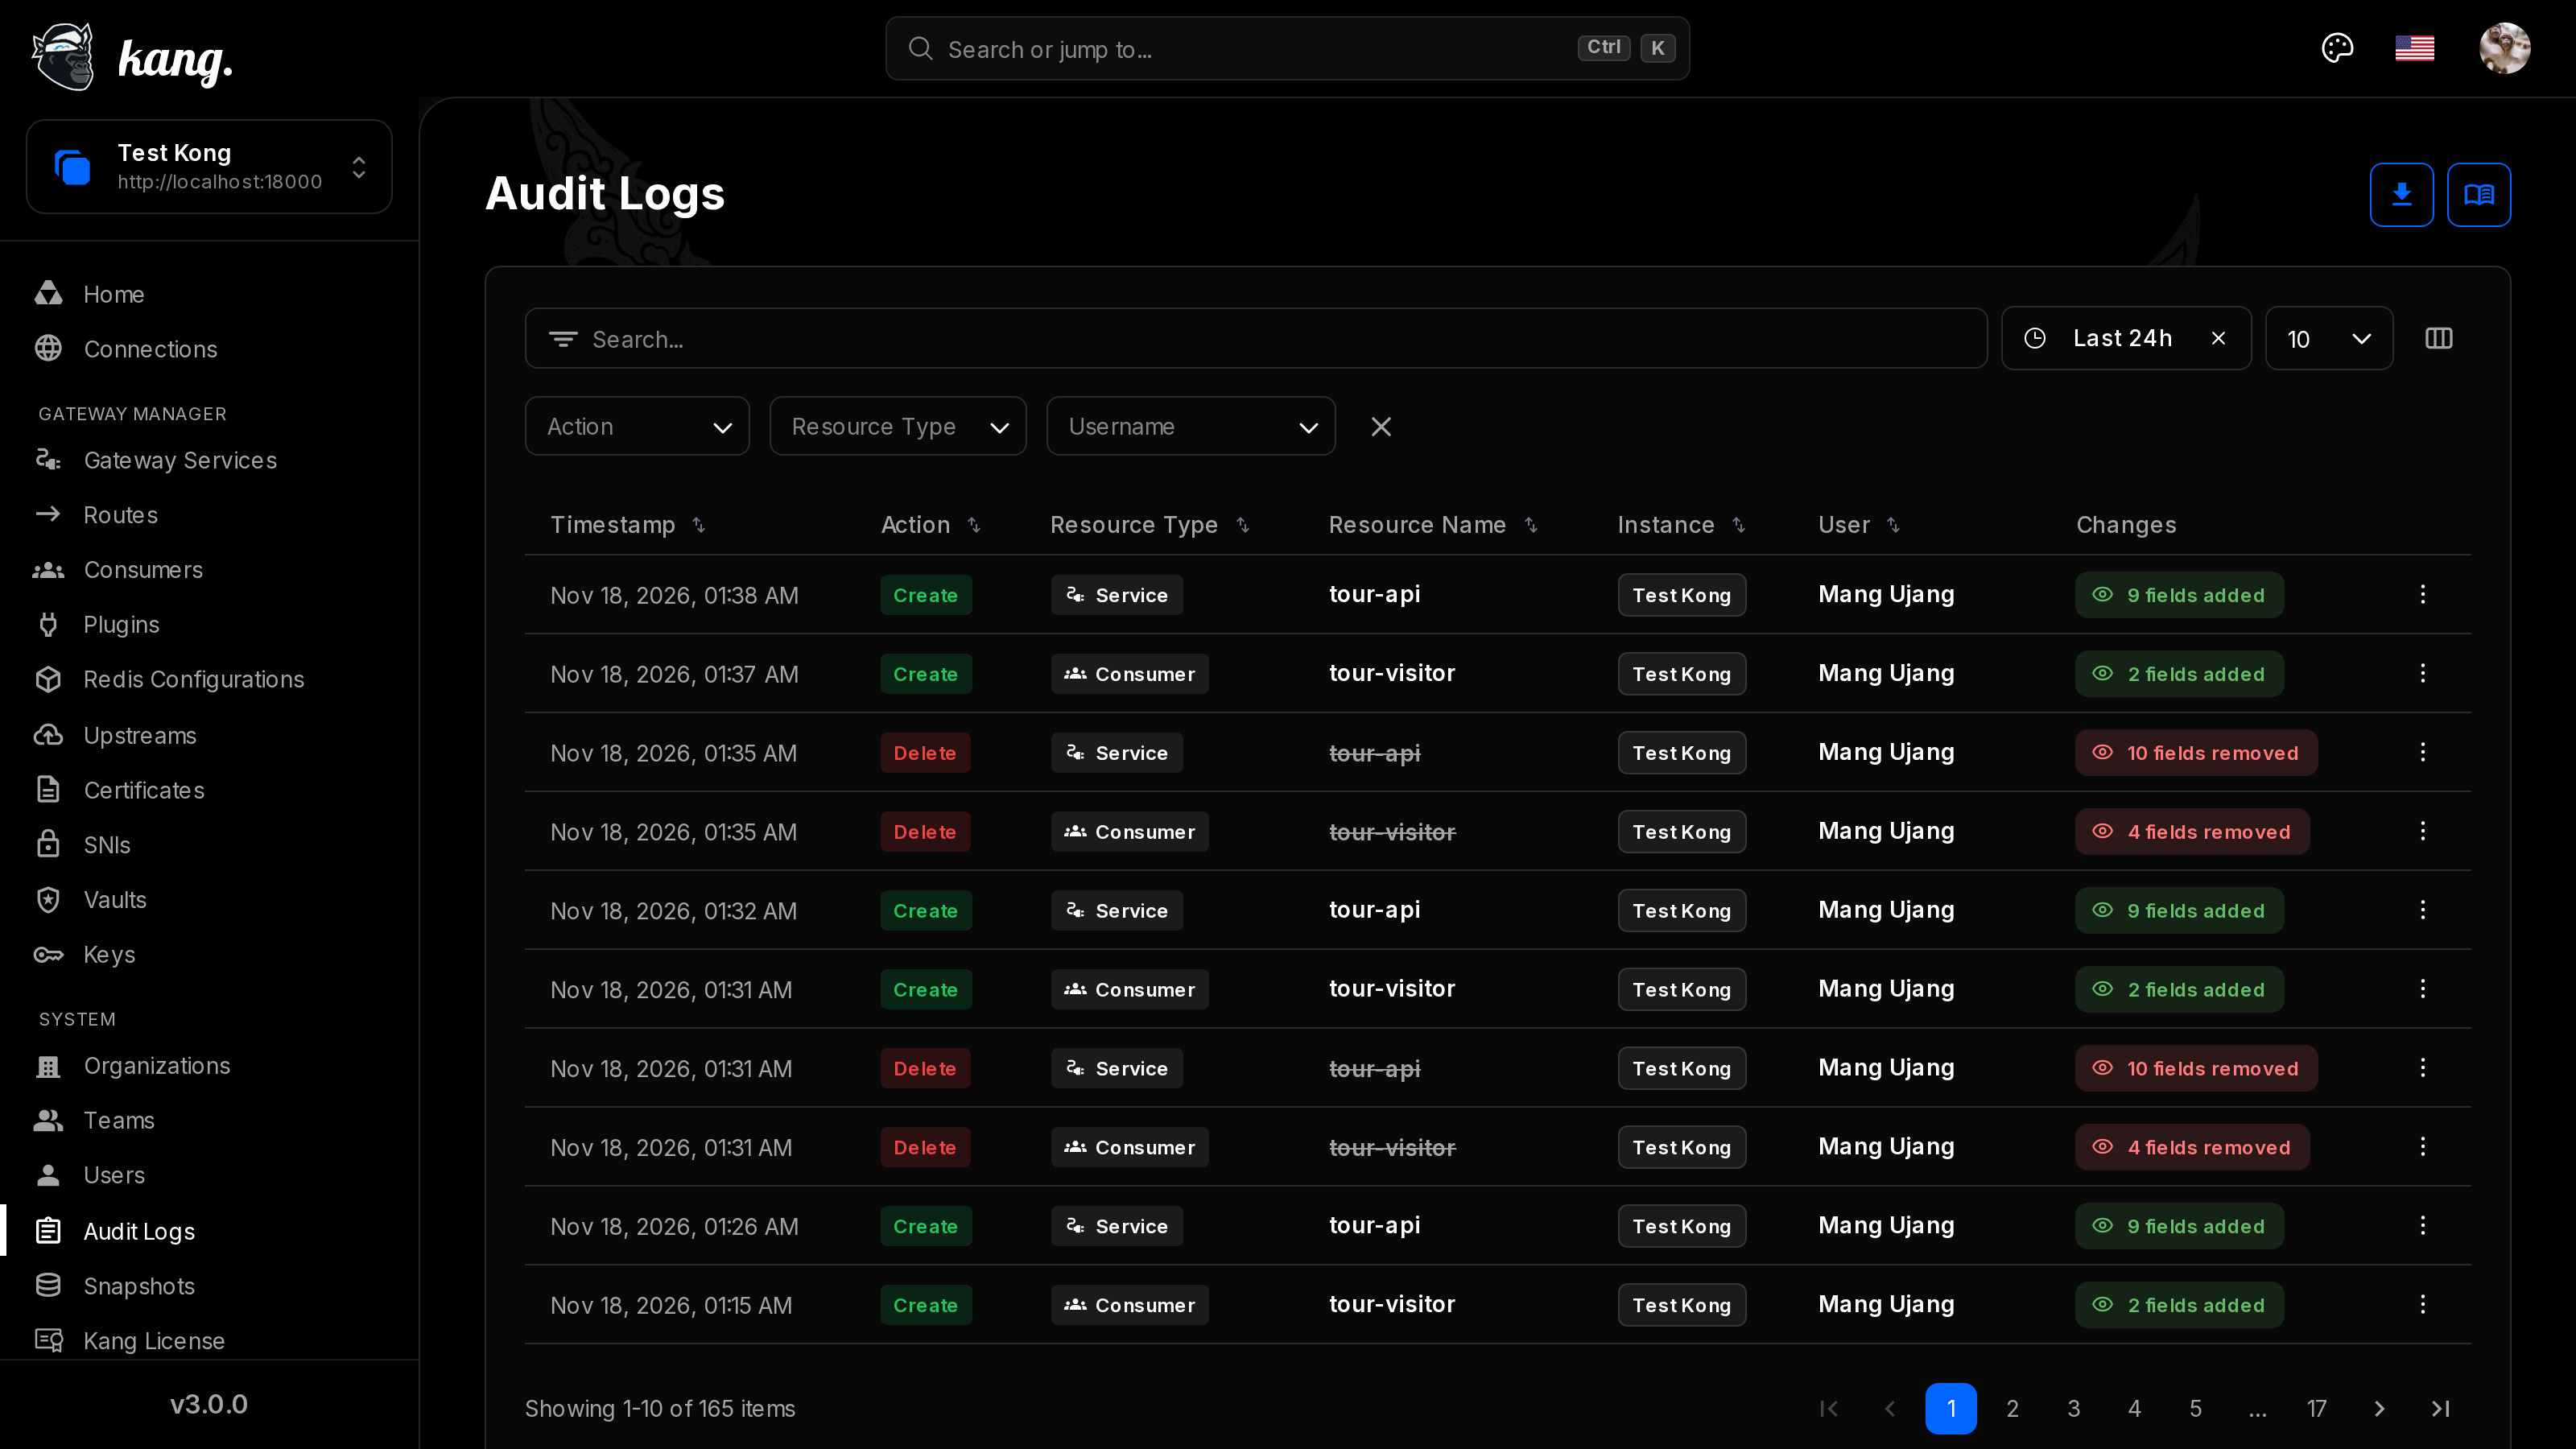 kang.
Search or jump to...
Ctrl K
Test Kong
http://localhost:18000
Home
Connections
GATEWAY MANAGER
Gateway Services
Routes
Consumers
Plugins
Redis Configurations
Upstreams
Certificates
SNIs
Vaults
Keys
SYSTEM
Organizations
Teams
Users
Audit Logs
Snapshots
Kang License
v3.0.0
Audit Logs
Search...
Last 24h
10
Action
Resource Type
Username
Timestamp Action Resource Type Resource Name Instance User Changes
Nov 18, 2026, 01:38 AM Create Service tour-api Test Kong Mang Ujang 9 fields added
Nov 18, 2026, 01:37 AM Create Consumer tour-visitor Test Kong Mang Ujang 2 fields added
Nov 18, 2026, 01:35 AM Delete Service tour-api Test Kong Mang Ujang 10 fields removed
Nov 18, 2026, 01:35 AM Delete Consumer tour-visitor Test Kong Mang Ujang 4 fields removed
Nov 18, 2026, 01:32 AM Create Service tour-api Test Kong Mang Ujang 9 fields added
Nov 18, 2026, 01:31 AM Create Consumer tour-visitor Test Kong Mang Ujang 2 fields added
Nov 18, 2026, 01:31 AM Delete Service tour-api Test Kong Mang Ujang 10 fields removed
Nov 18, 2026, 01:31 AM Delete Consumer tour-visitor Test Kong Mang Ujang 4 fields removed
Nov 18, 2026, 01:26 AM Create Service tour-api Test Kong Mang Ujang 9 fields added
Nov 18, 2026, 01:15 AM Create Consumer tour-visitor Test Kong Mang Ujang 2 fields added
Showing 1-10 of 165 items
1 2 3 4 5 ... 17